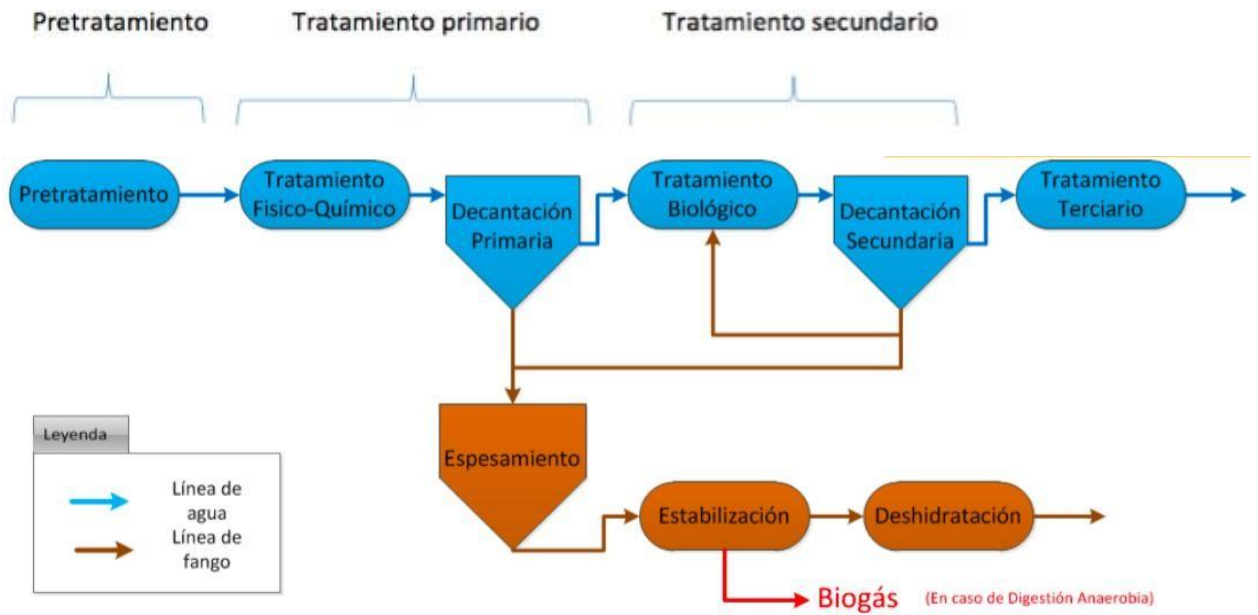 Pretratamiento
Tratamiento primario
Tratamiento secundario
Pretratamiento
Tratamiento
Fisico-Químico
Decantación
Primaria
Tratamiento
Biológico
Decantación
Secundaria
Tratamiento
Terciario
Espesamiento
Estabilización
Deshidratación
Biogás
(En caso de Digestión Anaerobia)
Leyenda
Línea de
agua
Línea de
fango